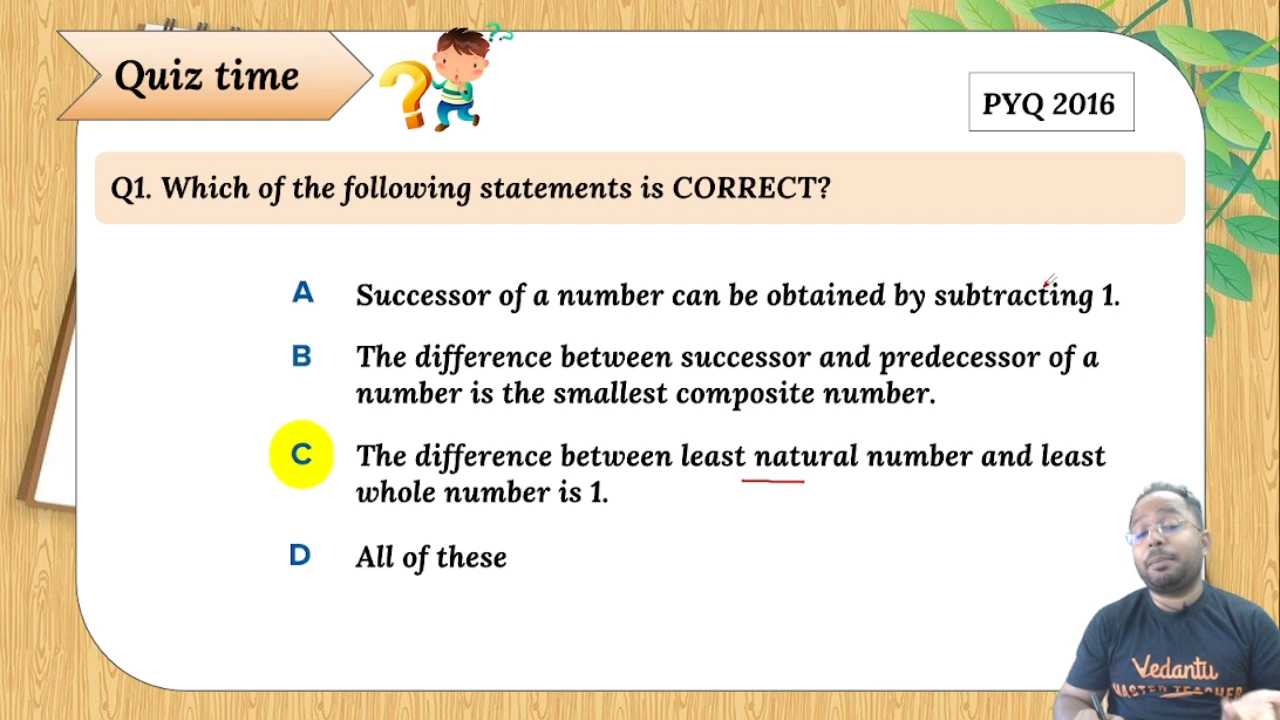 Quiz time
PYQ 2016
Q1. Which of the following statements is CORRECT?
A Successor of a number can be obtained by subtracting 1.
B The difference between successor and predecessor of a
number is the smallest composite number.
C The difference between least natural number and least
whole number is 1.
D All of these
Vedantu
MASTER TEACHER